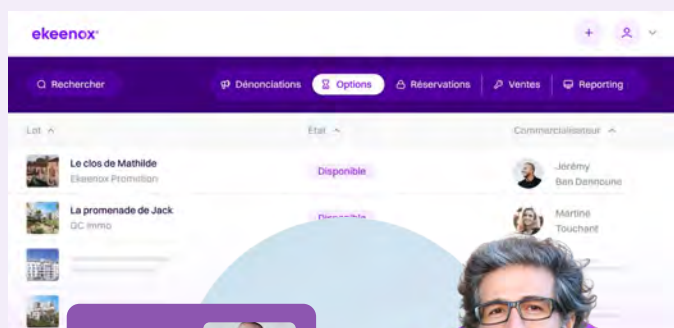 ekeenox
Rechercher Dénonciations Options Réservations Ventes Reporting
Lot État Commercialisateur
Le clos de Mathilde Disponible Jérémy
Ekeenox Promotion Ben Dannoune
La promenade de Jack Disponible Martine
GC Immo Touchant